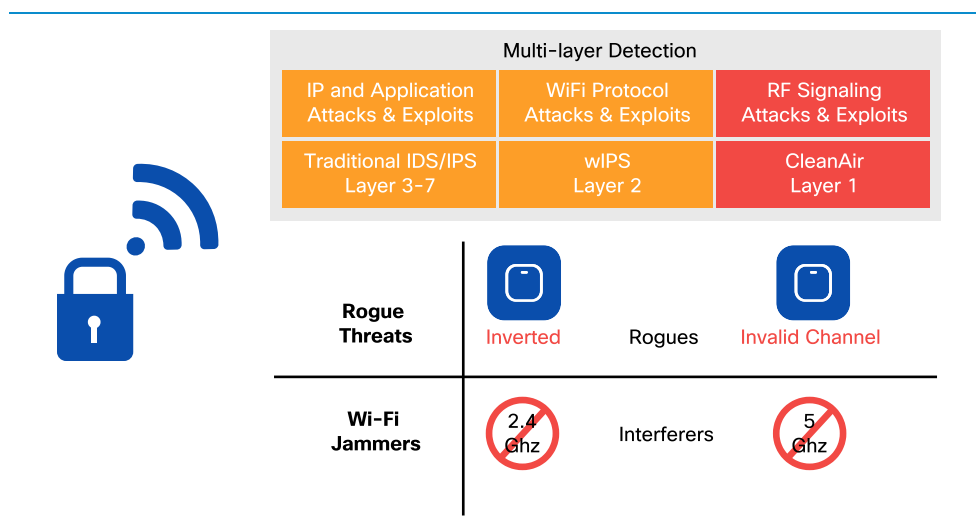 Multi-layer Detection
IP and Application
Attacks & Exploits
WiFi Protocol
Attacks & Exploits
RF Signaling
Attacks & Exploits
Traditional IDS/IPS
Layer 3-7
wIPS
Layer 2
CleanAir
Layer 1
Rogue
Threats
Inverted
Rogues
Invalid Channel
Wi-Fi
Jammers
2.4
Ghz
Interferers
5
Ghz